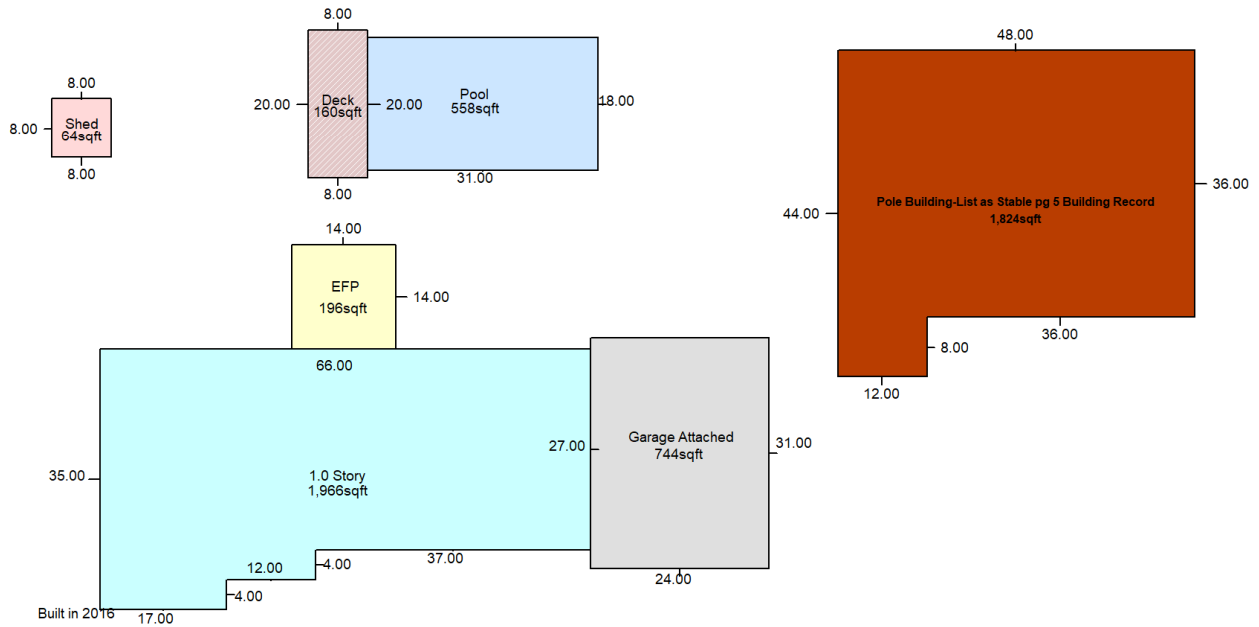 8.00
48.00
8.00
Shed
64sqft
8.00
8.00
20.00
Deck
160sqft
20.00
8.00
Pool
558sqft
18.00
31.00
44.00
Pole Building-List as Stable pg 5 Building Record
1,824sqft
36.00
36.00
8.00
12.00
14.00
EFP
196sqft
14.00
66.00
35.00
1.0 Story
1,966sqft
27.00
Garage Attached
744sqft
31.00
24.00
37.00
4.00
12.00
4.00
Built in 2016
17.00